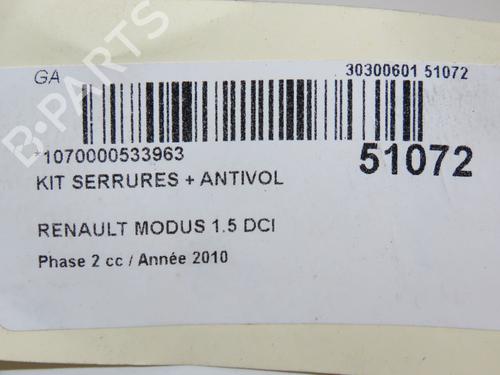 GA
30300601 51072
*1070000533963
51072
KIT SERRURES + ANTIVOL
RENAULT MODUS 1.5 DCI
Phase 2 cc / Année 2010
B-PARTS